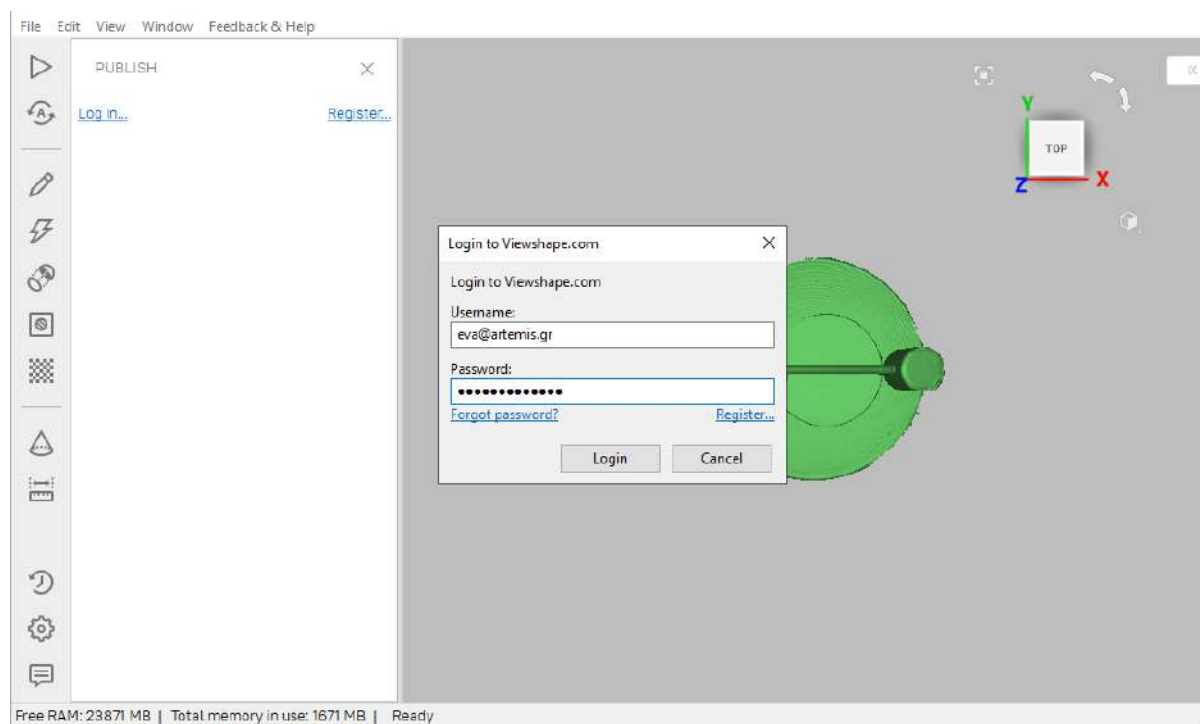 File Edit View Window Feedback & Help
PUBLISH
Log in...
Register...
Y
TOP
Z
X
Login to Viewshape.com
Login to Viewshape.com
Username:
eva@artemis.gr
Password:
•••••••••••••
Forgot password?
Register...
Login
Cancel
Free RAM: 23871 MB | Total memory in use: 1671 MB | Ready